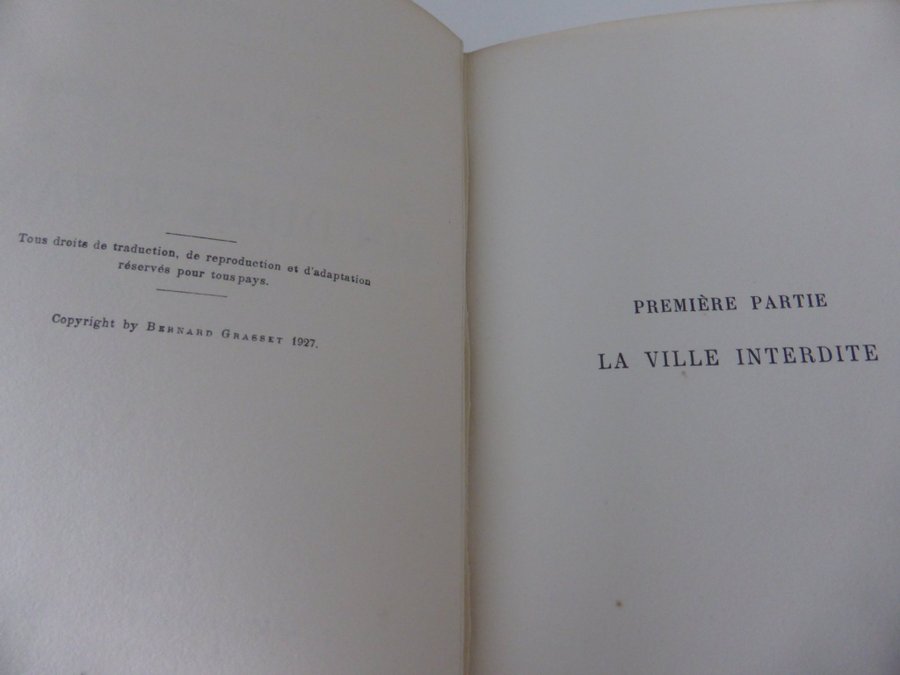 Tous droits de traduction, de reproduction et d'adaptation
réservés pour tous pays.
Copyright by BERNARD GRASSET 1927.
PREMIÈRE PARTIE
LA VILLE INTERDITE